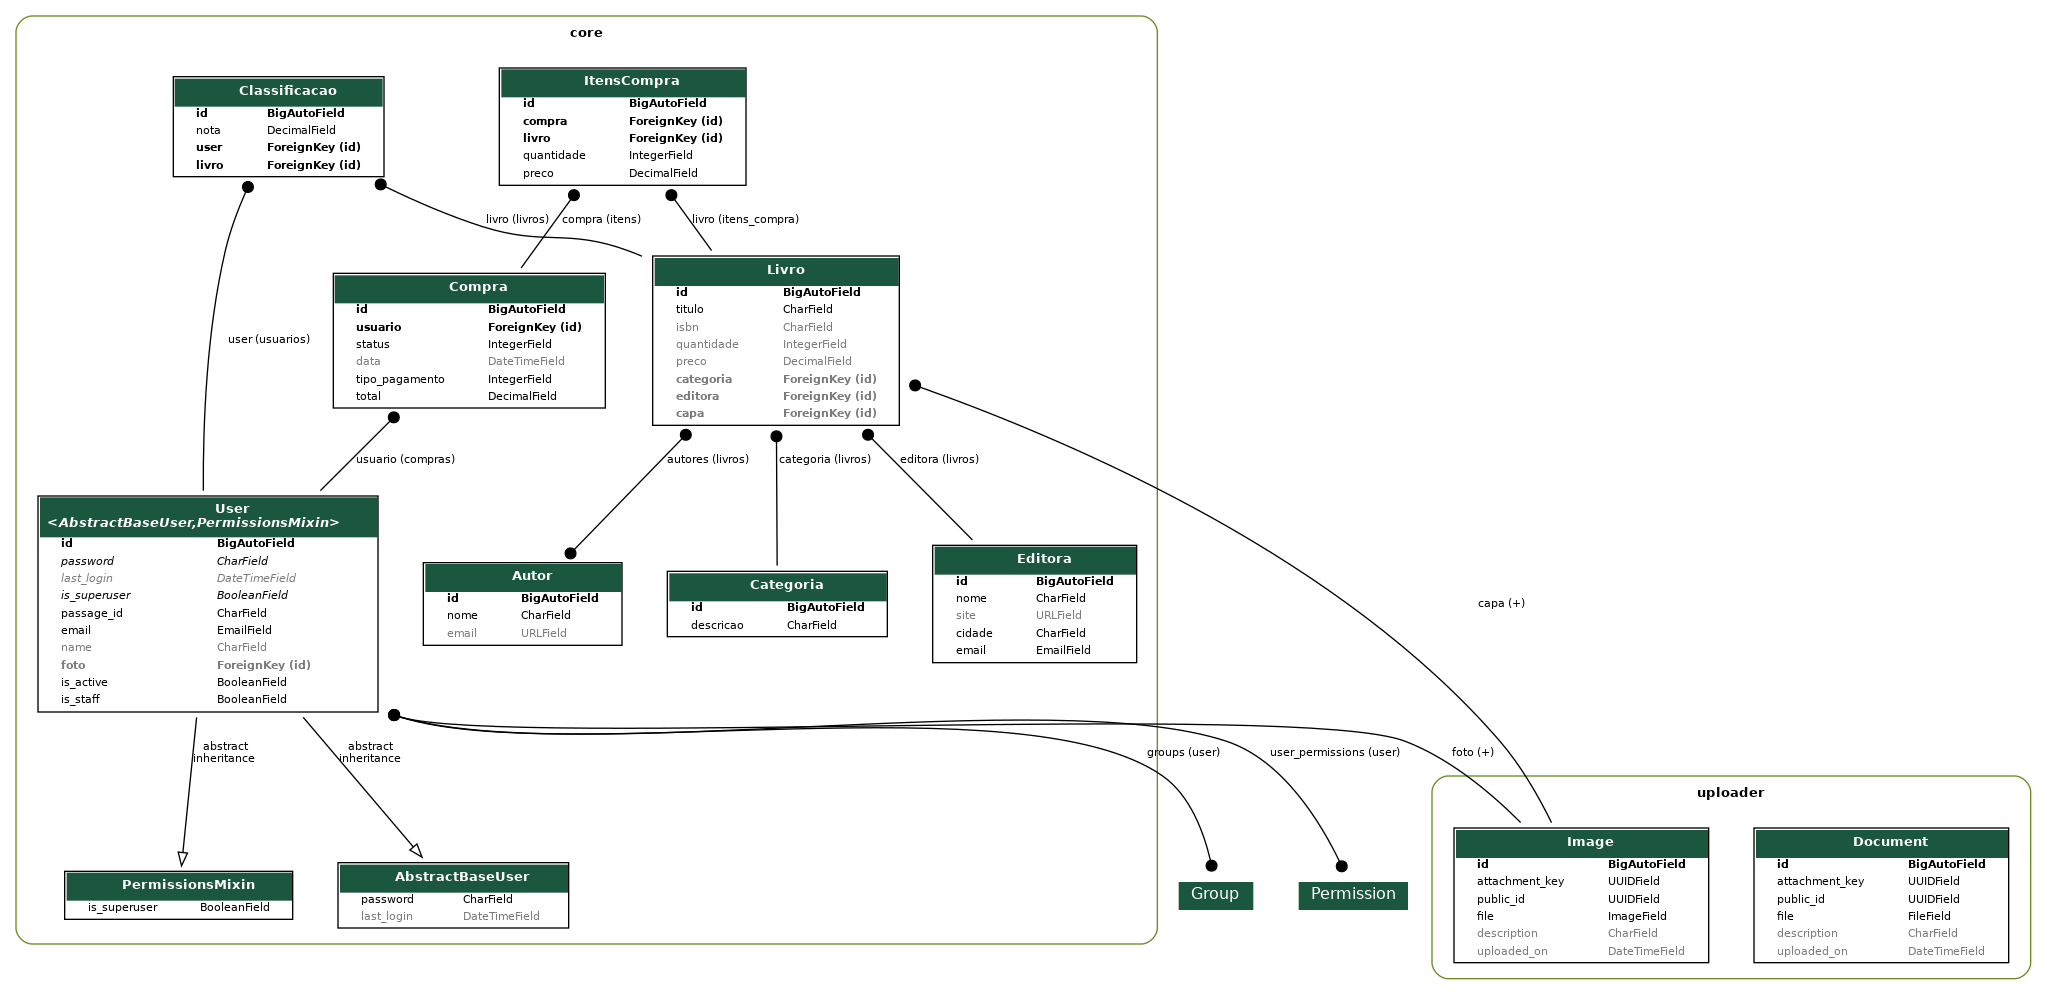 core
Classificacao
id BigAutoField
nota DecimalField
user ForeignKey (id)
livro ForeignKey (id)
ItensCompra
id BigAutoField
compra ForeignKey (id)
livro ForeignKey (id)
quantidade IntegerField
preco DecimalField
livro (livros)
compra (itens)
livro (itens_compra)
Compra
id BigAutoField
usuario ForeignKey (id)
status IntegerField
data DateTimeField
tipo_pagamento IntegerField
total DecimalField
Livro
id BigAutoField
titulo CharField
isbn CharField
quantidade IntegerField
preco DecimalField
categoria ForeignKey (id)
editora ForeignKey (id)
capa ForeignKey (id)
user (usuarios)
usuario (compras)
autores (livros)
categoria (livros)
editora (livros)
User
<AbstractBaseUser,PermissionsMixin>
id BigAutoField
password CharField
last_login DateTimeField
is_superuser BooleanField
passage_id CharField
email EmailField
name CharField
foto ForeignKey (id)
is_active BooleanField
is_staff BooleanField
Autor
id BigAutoField
nome CharField
email URLField
Categoria
id BigAutoField
descricao CharField
Editora
id BigAutoField
nome CharField
site URLField
cidade CharField
email EmailField
capa (+)
abstract
inheritance
abstract
inheritance
groups (user)
user_permissions (user)
foto (+)
PermissionsMixin
is_superuser BooleanField
AbstractBaseUser
password CharField
last_login DateTimeField
Group
Permission
uploader
Image
id BigAutoField
attachment_key UUIDField
public_id UUIDField
file ImageField
description CharField
uploaded_on DateTimeField
Document
id BigAutoField
attachment_key UUIDField
public_id UUIDField
file FileField
description CharField
uploaded_on DateTimeField